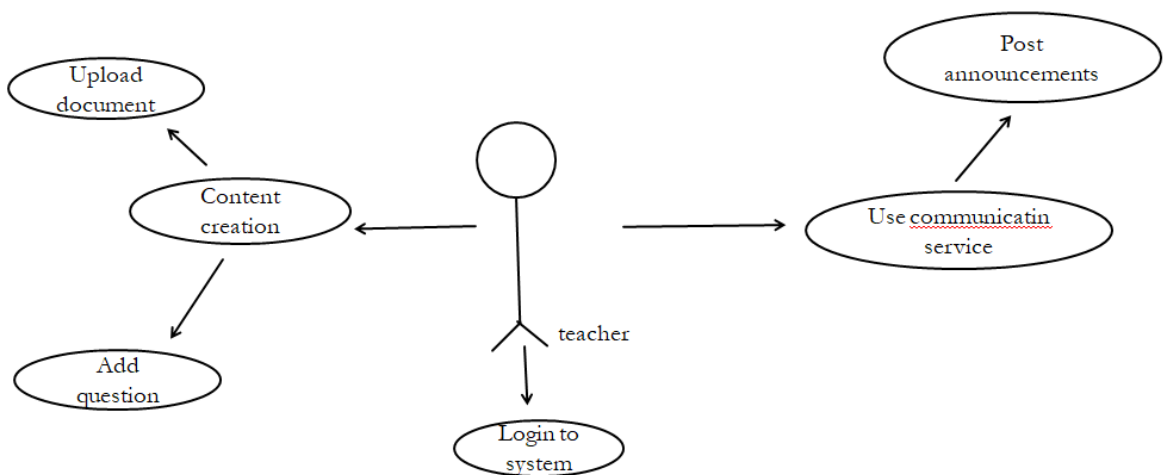 Post
announcements
Upload
document
Content
creation
Use communicatin
service
teacher
Add
question
Login to
system